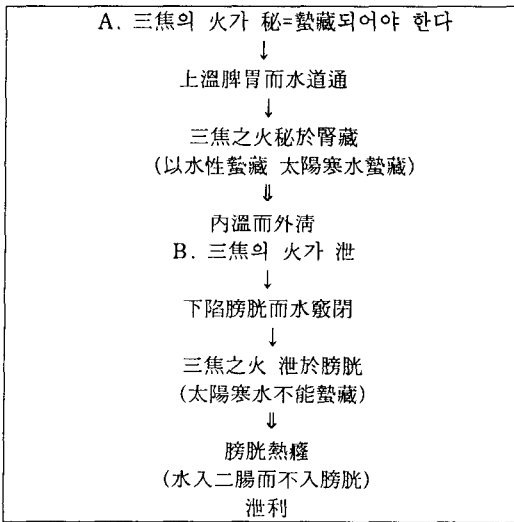 A. 三焦의 火가 秘=蟄藏되어야 한다
↓
上溫脾胃而水道通
↓
三焦之火秘於腎藏
(以水性蟄藏 太陽寒水蟄藏)
⇓
內溫而外淸
B. 三焦의 火가 泄
↓
下陷膀胱而水竅閉
↓
三焦之火 泄於膀胱
(太陽寒水不能蟄藏)
⇓
膀胱熱癃
(水入二腸而不入膀胱)
泄利